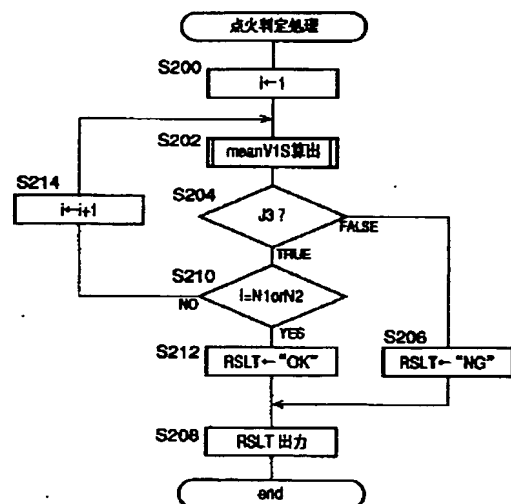 点火判定処理
S200
i←1
S202
meanV1S算出
S214
i←i+1
S204
J3?
FALSE
TRUE
S210
I=N1orN2
NO
YES
S212
RSLT←“OK”
S206
RSLT←“NG”
S208
RSLT 出力
end